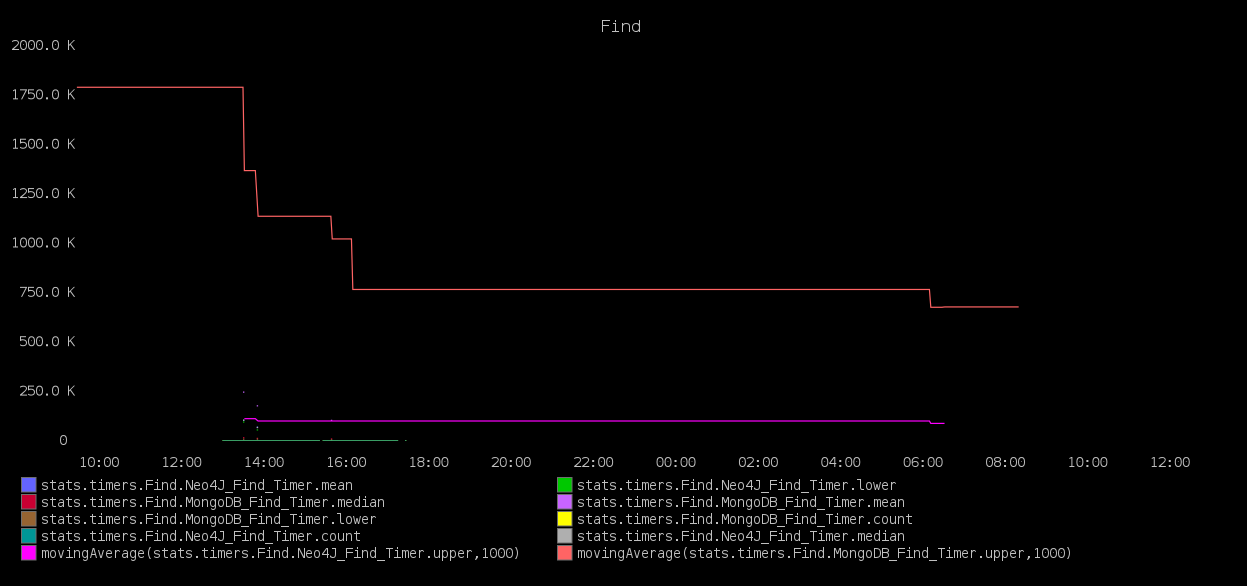 Find
2000.0 K
1750.0 K
1500.0 K
1250.0 K
1000.0 K
750.0 K
500.0 K
250.0 K
0
10:00 12:00 14:00 16:00 18:00 20:00 22:00 00:00 02:00 04:00 06:00 08:00 10:00 12:00
stats.timers.Find.Neo4J_Find_Timer.mean stats.timers.Find.Neo4J_Find_Timer.lower
stats.timers.Find.MongoDB_Find_Timer.median stats.timers.Find.MongoDB_Find_Timer.mean
stats.timers.Find.MongoDB_Find_Timer.lower stats.timers.Find.MongoDB_Find_Timer.count
stats.timers.Find.Neo4J_Find_Timer.count stats.timers.Find.Neo4J_Find_Timer.median
movingAverage(stats.timers.Find.Neo4J_Find_Timer.upper,1000) movingAverage(stats.timers.Find.MongoDB_Find_Timer.upper,1000)